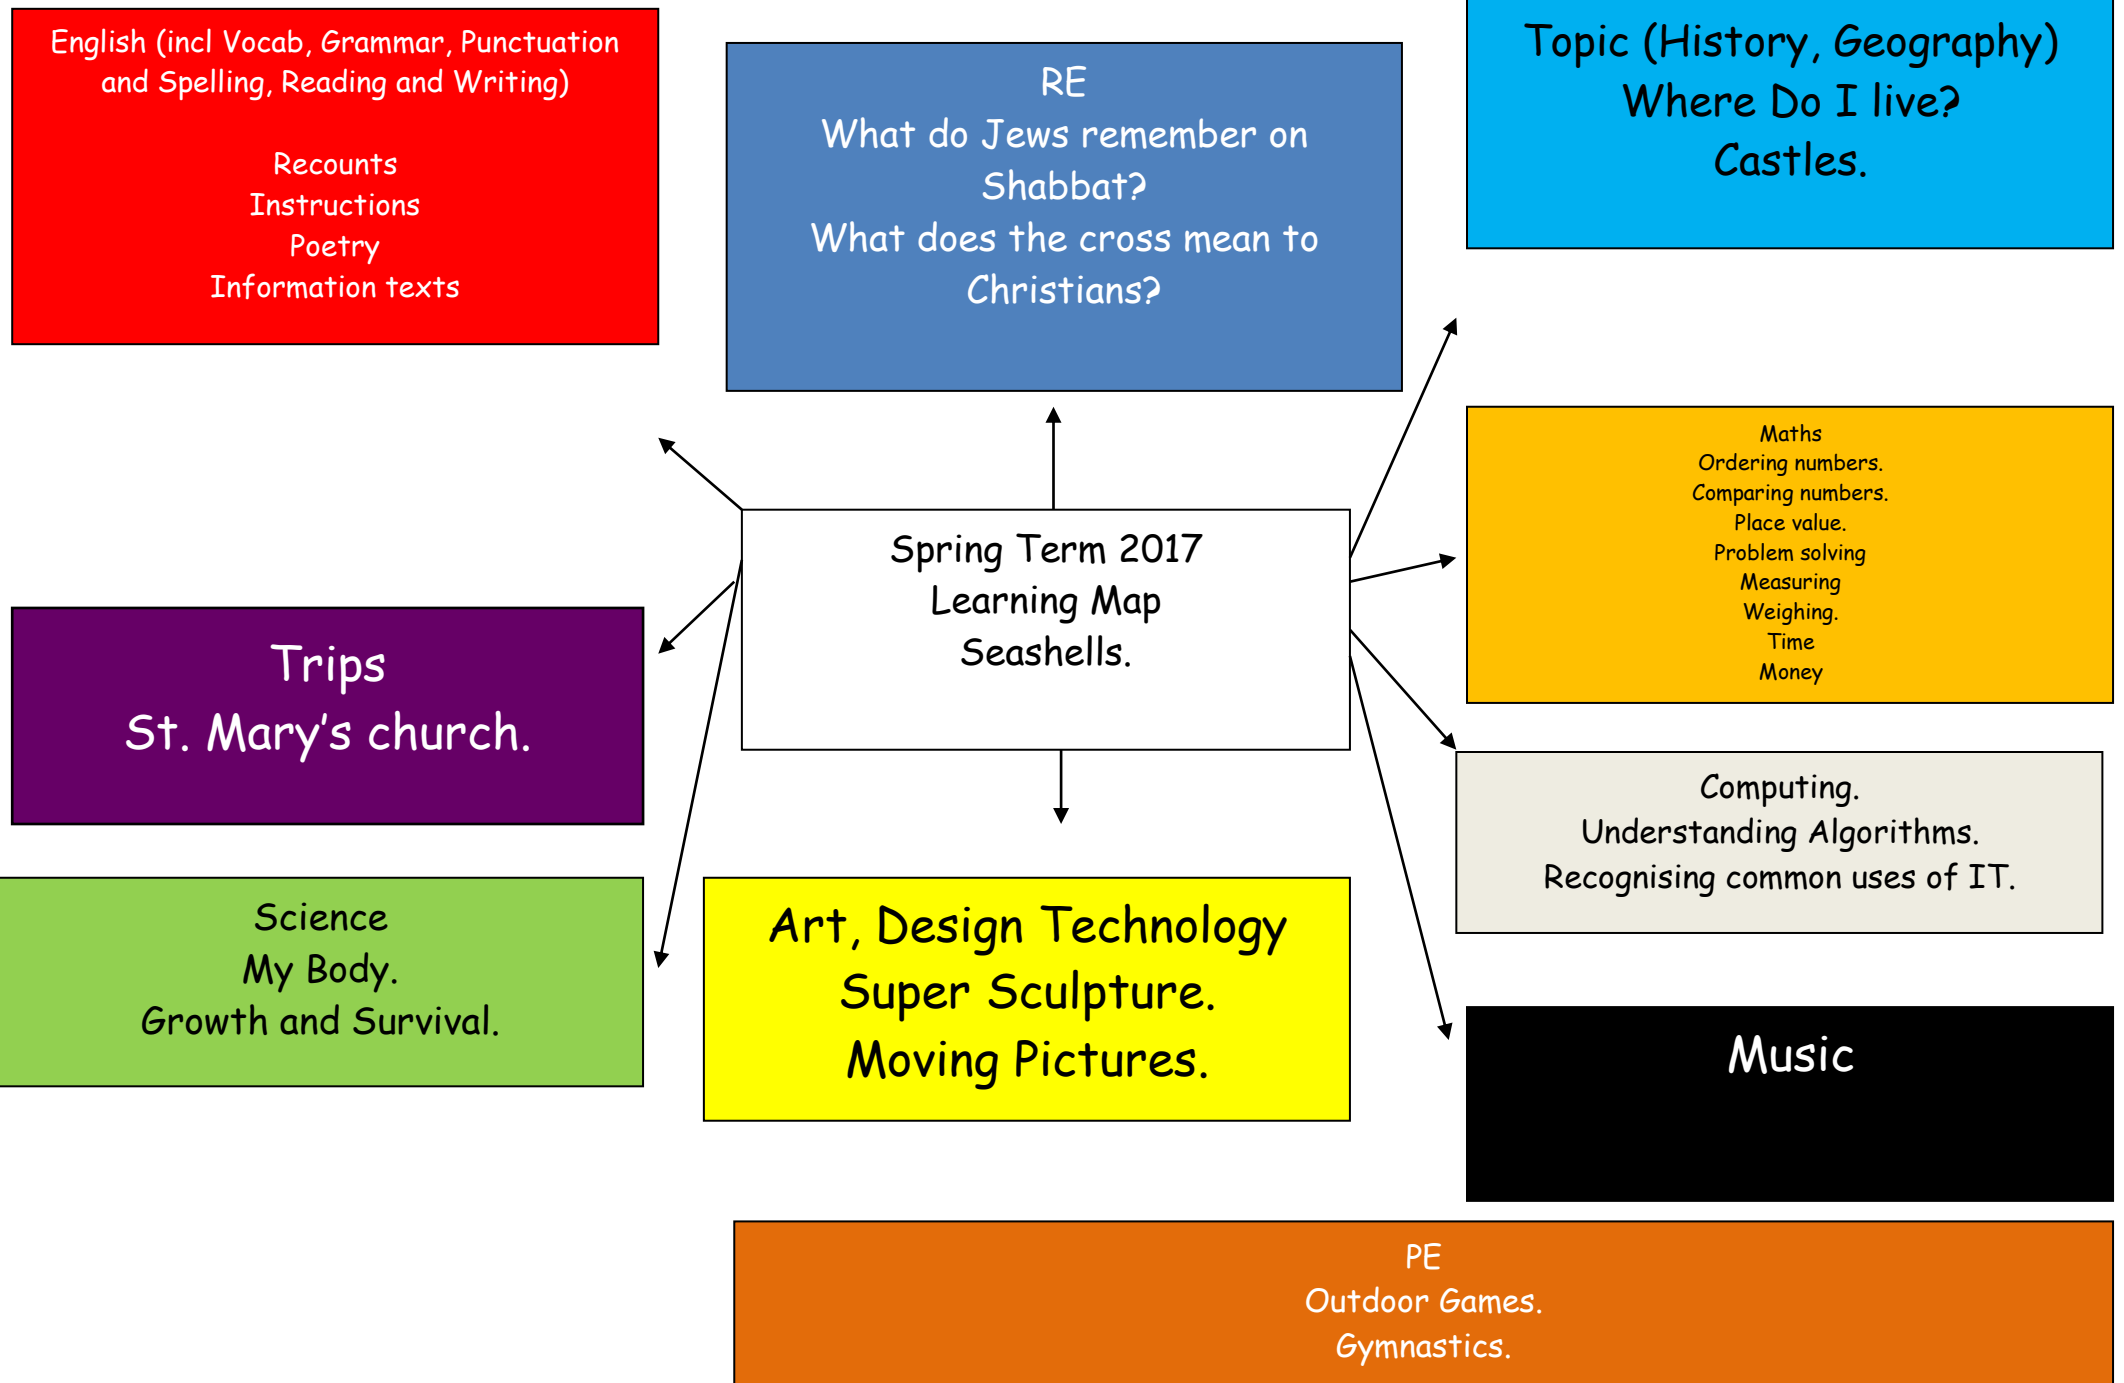 English (incl Vocab, Grammar, Punctuation
and Spelling, Reading and Writing)
Recounts
Instructions
Poetry
Information texts
RE
What do Jews remember on
Shabbat?
What does the cross mean to
Christians?
Topic (History, Geography)
Where Do I live?
Castles.
Maths
Ordering numbers.
Comparing numbers.
Place value.
Problem solving
Measuring
Weighing.
Time
Money
Spring Term 2017
Learning Map
Seashells.
Trips
St. Mary's church.
Computing.
Understanding Algorithms.
Recognising common uses of IT.
Science
My Body.
Growth and Survival.
Art, Design Technology
Super Sculpture.
Moving Pictures.
Music
PE
Outdoor Games.
Gymnastics.